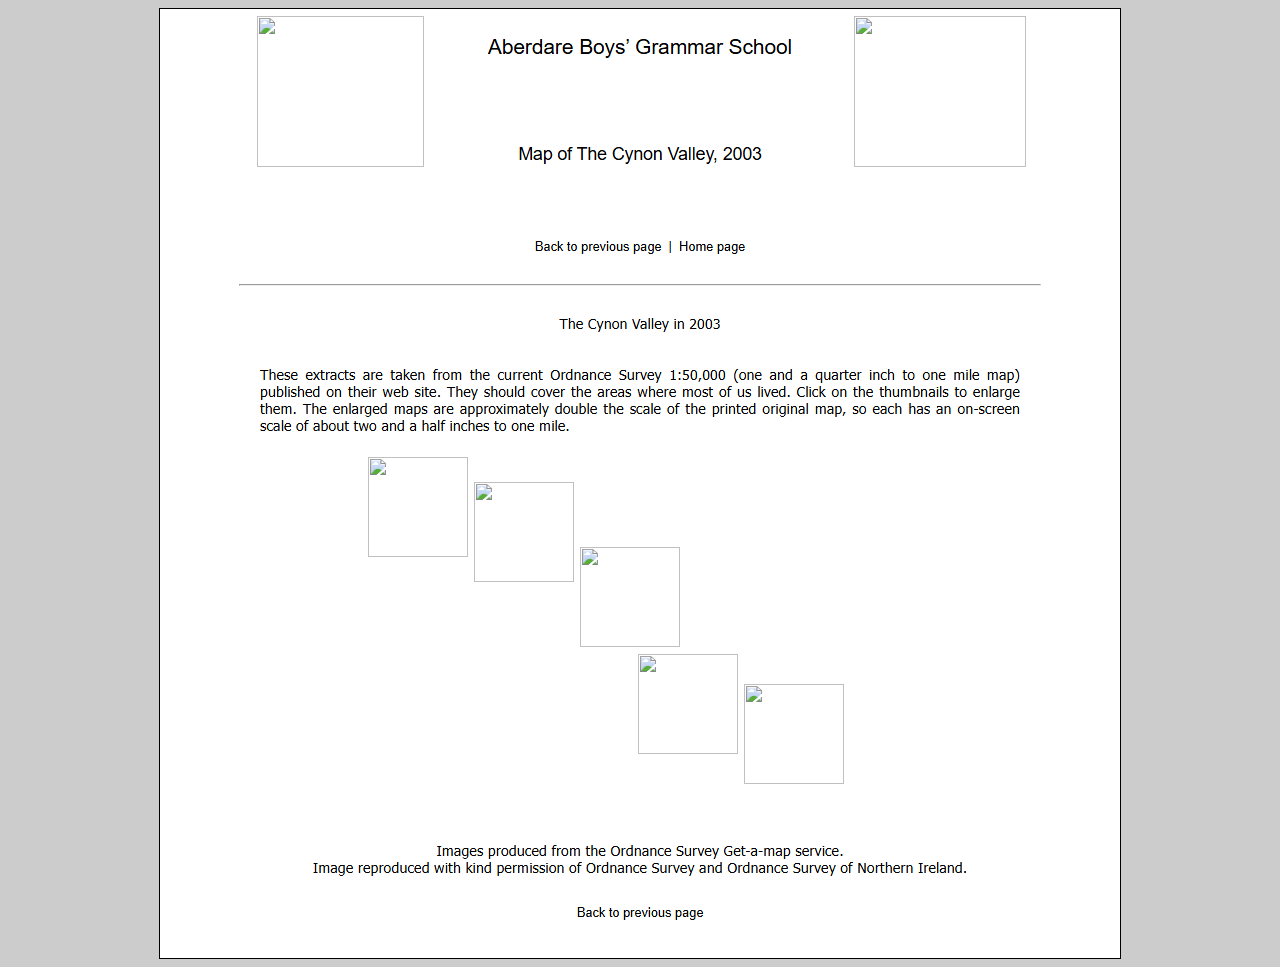 Aberdare Boys’ Grammar School
Map of The Cynon Valley, 2003
Back to previous page | Home page
The Cynon Valley in 2003
These extracts are taken from the current Ordnance Survey 1:50,000 (one and a quarter inch to one mile map)
published on their web site. They should cover the areas where most of us lived. Click on the thumbnails to enlarge
them. The enlarged maps are approximately double the scale of the printed original map, so each has an on-screen
scale of about two and a half inches to one mile.
Images produced from the Ordnance Survey Get-a-map service.
Image reproduced with kind permission of Ordnance Survey and Ordnance Survey of Northern Ireland.
Back to previous page